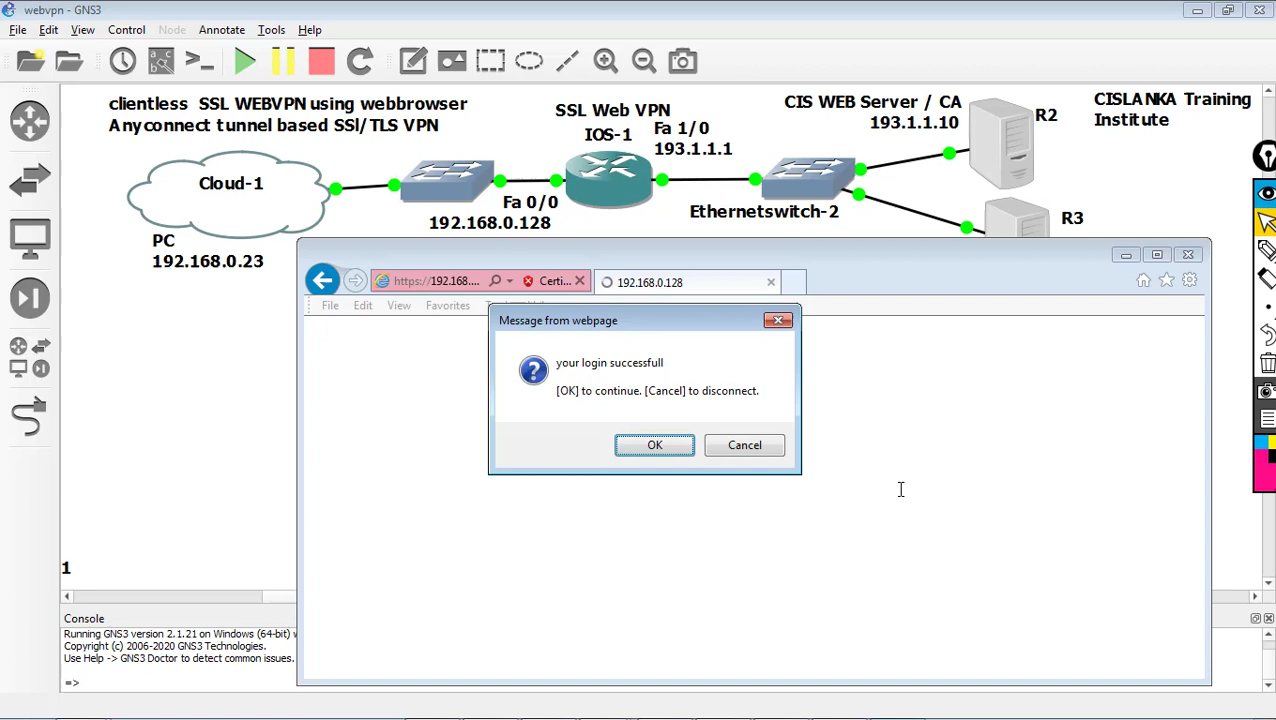 webvpn - GNS3
File Edit View Control Node Annotate Tools Help
clientless SSL WEBVPN using webbrowser
Anyconnect tunnel based SSl/TLS VPN
SSL Web VPN
IOS-1
Fa 1/0
193.1.1.1
CIS WEB Server / CA
193.1.1.10
R2
CISLANKA Training
Institute
Cloud-1
Fa 0/0
192.168.0.128
Ethernetswitch-2
R3
PC
192.168.0.23
https://192.168.... Certi... 192.168.0.128
File Edit View Favorites
Message from webpage
your login successfull
[OK] to continue. [Cancel] to disconnect.
OK Cancel
1
Console
Running GNS3 version 2.1.21 on Windows (64-bit)
Copyright (c) 2006-2020 GNS3 Technologies.
Use Help -> GNS3 Doctor to detect common issues.
=>